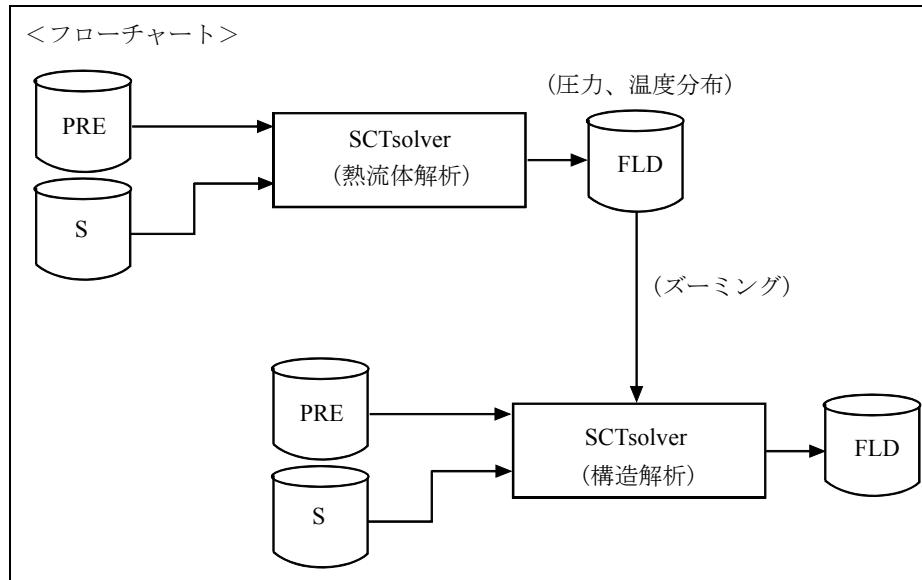 ＜フローチャート＞
(圧力、温度分布)
PRE
SCTsolver
(熱流体解析)
FLD
S
(ズーミング)
PRE
SCTsolver
(構造解析)
FLD
S